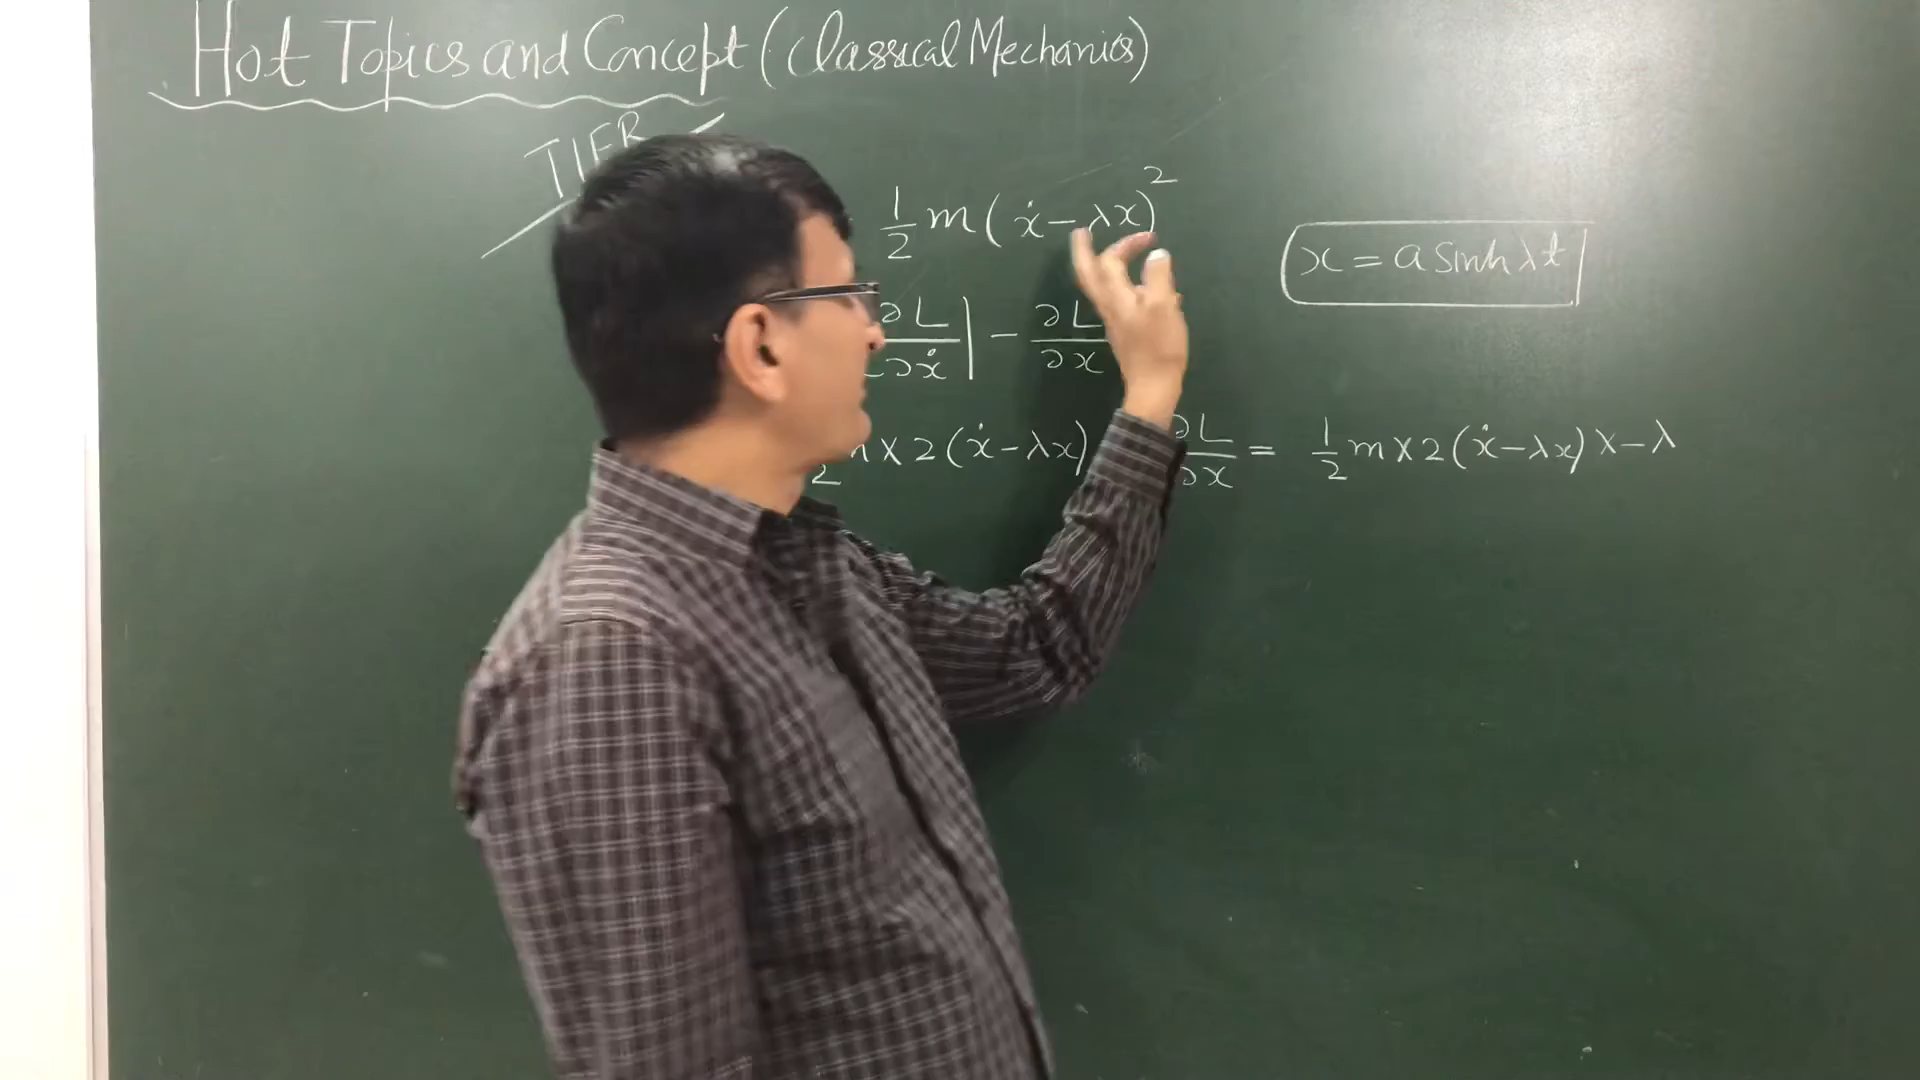 Hot Topics and Concept (Classical Mechanics)
TIFR
1/2 m (ẋ - λx)²
x = a sinh λt
∂L/∂ẋ | - ∂L/∂x
2 m x 2 (ẋ - λx) ∂L/∂x = 1/2 m x 2 (ẋ - λx) x - λ